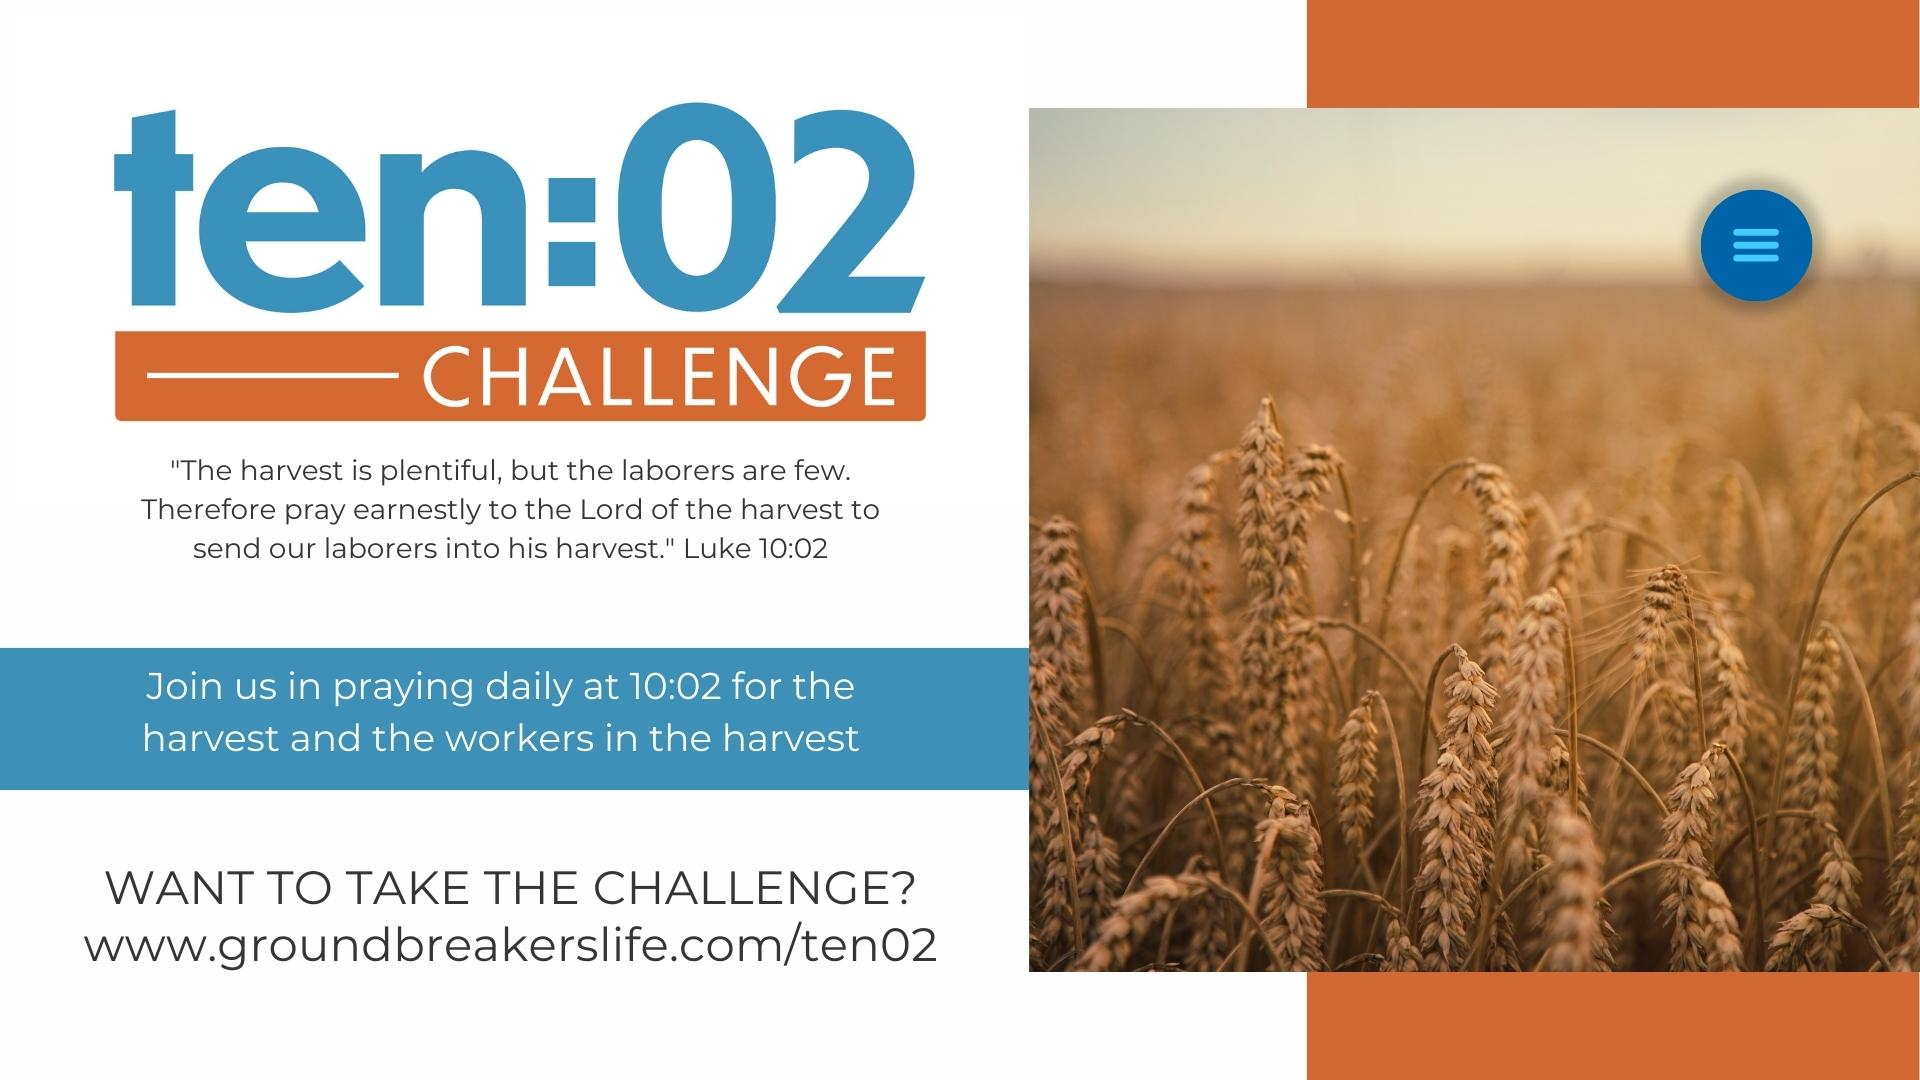 ten:02
CHALLENGE
"The harvest is plentiful, but the laborers are few.
Therefore pray earnestly to the Lord of the harvest to
send our laborers into his harvest." Luke 10:02
Join us in praying daily at 10:02 for the
harvest and the workers in the harvest
WANT TO TAKE THE CHALLENGE?
www.groundbreakerslife.com/ten02